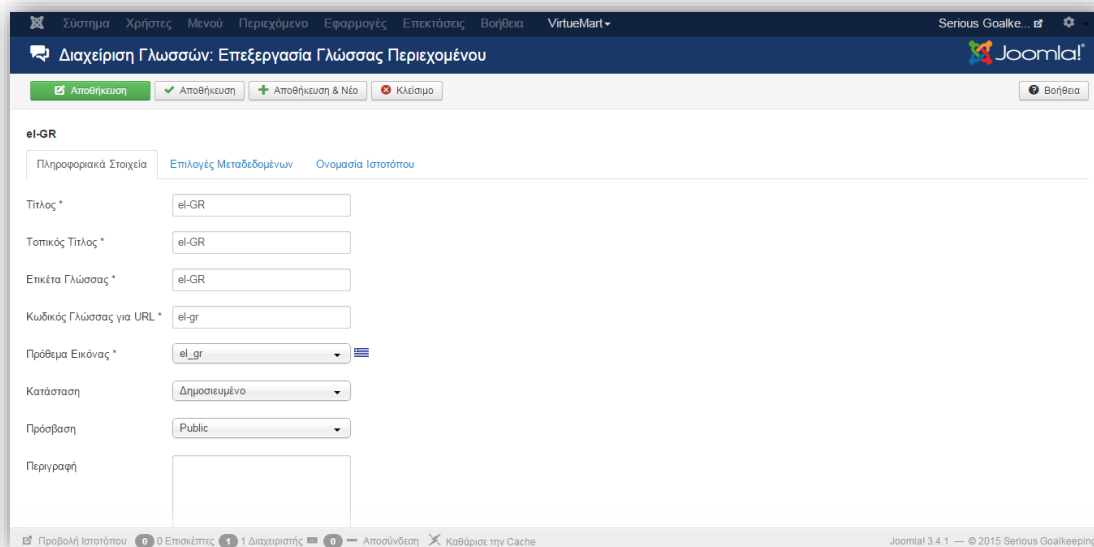 Σύστημα Χρήστες Μενού Περιεχόμενο Εφαρμογές Επεκτάσεις Βοήθεια VirtueMart Serious Goalke...
Διαχείριση Γλωσσών: Επεξεργασία Γλώσσας Περιεχομένου Joomla!
Αποθήκευση Αποθήκευση Αποθήκευση & Νέο Κλείσιμο Βοήθεια
el-GR
Πληροφοριακά Στοιχεία Επιλογές Μεταδεδομένων Ονομασία Ιστοτόπου
Τίτλος * el-GR
Τοπικός Τίτλος * el-GR
Ετικέτα Γλώσσας * el-GR
Κωδικός Γλώσσας για URL * el-gr
Πρόθεμα Εικόνας * el_gr
Κατάσταση Δημοσιευμένο
Πρόσβαση Public
Περιγραφή
Προβολή Ιστοτόπου 0 0 Επισκέπτες 1 1 Διαχειριστής 0 Αποσύνδεση Καθάρισε την Cache Joomla! 3.4.1 — © 2015 Serious Goalkeeping